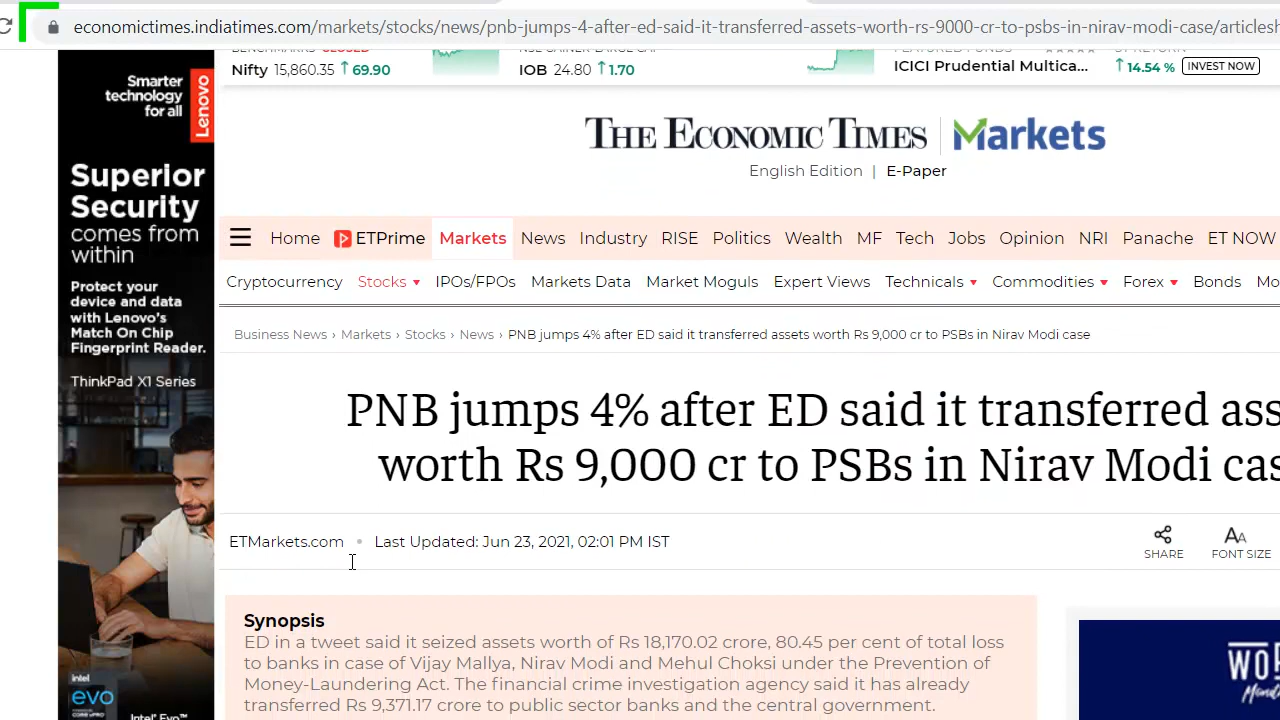 economictimes.indiatimes.com/markets/stocks/news/pnb-jumps-4-after-ed-said-it-transferred-assets-worth-rs-9000-cr-to-psbs-in-nirav-modi-case/articlesh
Nifty 15,860.35 ↑ 69.90
IOB 24.80 ↑ 1.70
ICICI Prudential Multica...
↑ 14.54 % INVEST NOW
Smarter
technology
for all
Lenovo
Superior
Security
comes from
within
Protect your
device and data
with Lenovo's
Match On Chip
Fingerprint Reader.
ThinkPad X1 Series
intel
evo
Intel® Evo™
THE ECONOMIC TIMES | Markets
English Edition | E-Paper
Home ETPrime Markets News Industry RISE Politics Wealth MF Tech Jobs Opinion NRI Panache ET NOW
Cryptocurrency Stocks IPOs/FPOs Markets Data Market Moguls Expert Views Technicals Commodities Forex Bonds Mo
Business News › Markets › Stocks › News › PNB jumps 4% after ED said it transferred assets worth Rs 9,000 cr to PSBs in Nirav Modi case
PNB jumps 4% after ED said it transferred ass
worth Rs 9,000 cr to PSBs in Nirav Modi cas
ETMarkets.com • Last Updated: Jun 23, 2021, 02:01 PM IST
SHARE
AA
FONT SIZE
Synopsis
ED in a tweet said it seized assets worth of Rs 18,170.02 crore, 80.45 per cent of total loss
to banks in case of Vijay Mallya, Nirav Modi and Mehul Choksi under the Prevention of
Money-Laundering Act. The financial crime investigation agency said it has already
transferred Rs 9,371.17 crore to public sector banks and the central government.